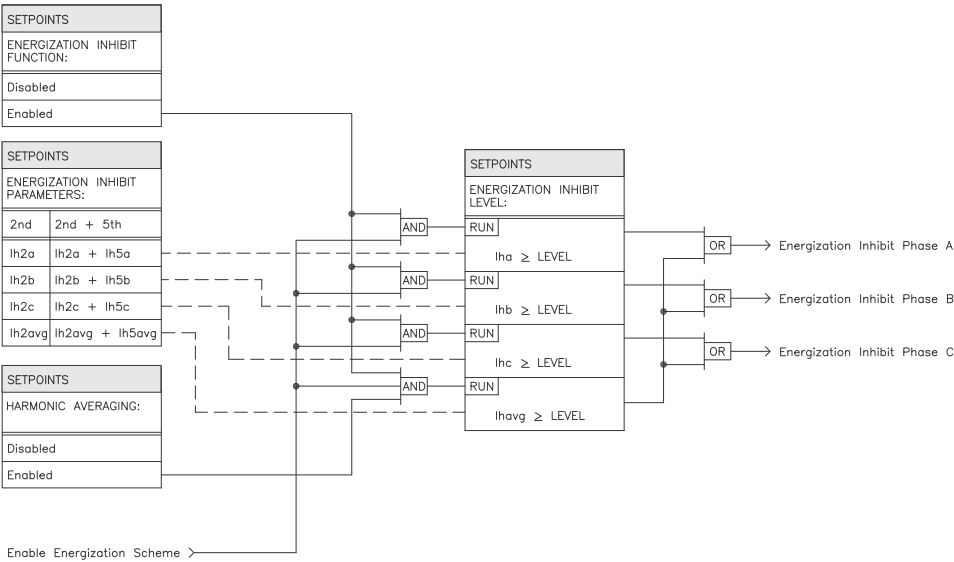 SETPOINTS
ENERGIZATION INHIBIT
FUNCTION:
Disabled
Enabled
SETPOINTS
ENERGIZATION INHIBIT
PARAMETERS:
2nd 2nd + 5th
Ih2a Ih2a + Ih5a
Ih2b Ih2b + Ih5b
Ih2c Ih2c + Ih5c
Ih2avg Ih2avg + Ih5avg
SETPOINTS
HARMONIC AVERAGING:
Disabled
Enabled
Enable Energization Scheme
AND
AND
AND
AND
SETPOINTS
ENERGIZATION INHIBIT
LEVEL:
RUN
Iha ≥ LEVEL
RUN
Ihb ≥ LEVEL
RUN
Ihc ≥ LEVEL
RUN
Ihavg ≥ LEVEL
OR Energization Inhibit Phase A
OR Energization Inhibit Phase B
OR Energization Inhibit Phase C